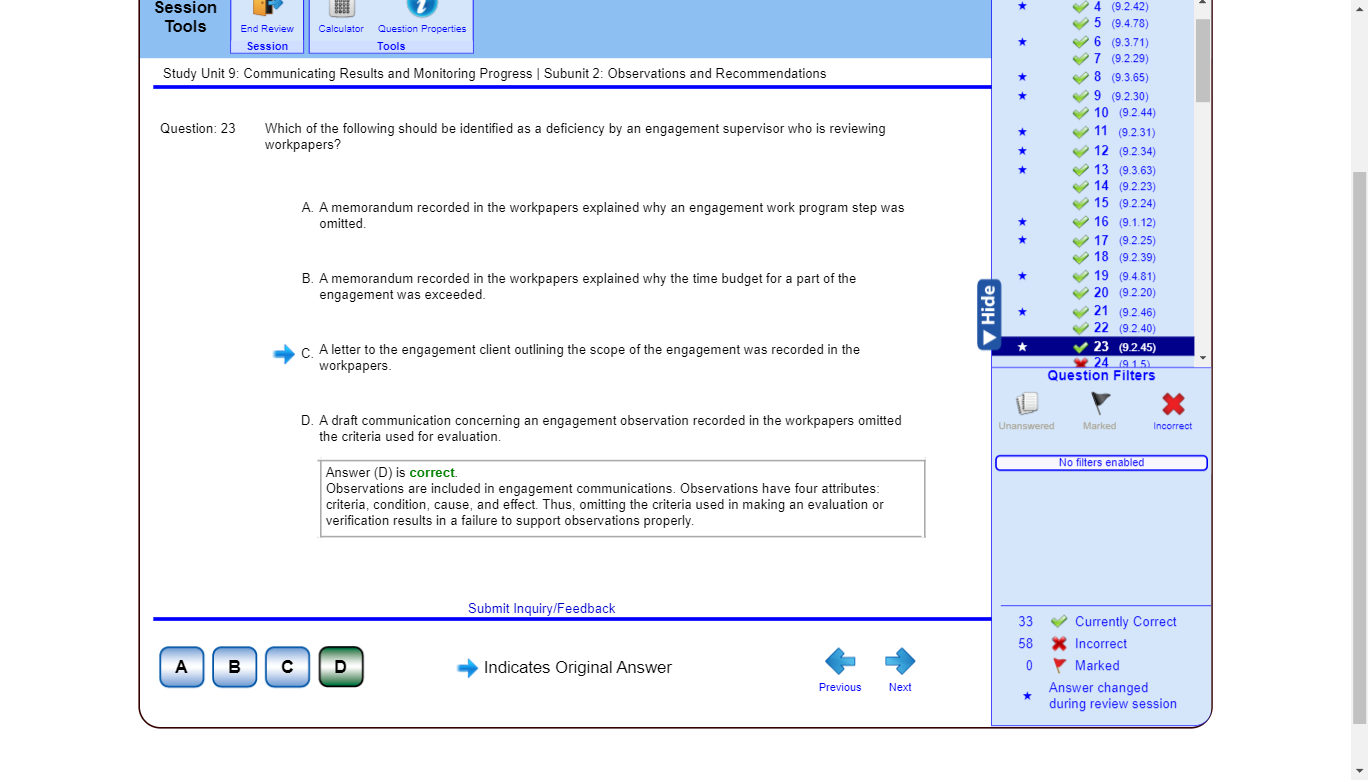 Session
Tools
End Review
Session
Calculator
Question Properties
Tools
Study Unit 9: Communicating Results and Monitoring Progress | Subunit 2: Observations and Recommendations
Question: 23
Which of the following should be identified as a deficiency by an engagement supervisor who is reviewing
workpapers?
A. A memorandum recorded in the workpapers explained why an engagement work program step was
omitted.
B. A memorandum recorded in the workpapers explained why the time budget for a part of the
engagement was exceeded.
C. A letter to the engagement client outlining the scope of the engagement was recorded in the
workpapers.
D. A draft communication concerning an engagement observation recorded in the workpapers omitted
the criteria used for evaluation.
Answer (D) is correct.
Observations are included in engagement communications. Observations have four attributes:
criteria, condition, cause, and effect. Thus, omitting the criteria used in making an evaluation or
verification results in a failure to support observations properly.
Submit Inquiry/Feedback
A B C D
Indicates Original Answer
Previous
Next
4 (9.2.42)
5 (9.4.78)
6 (9.3.71)
7 (9.2.29)
8 (9.3.65)
9 (9.2.30)
10 (9.2.44)
11 (9.2.31)
12 (9.2.34)
13 (9.3.63)
14 (9.2.23)
15 (9.2.24)
16 (9.1.12)
17 (9.2.25)
18 (9.2.39)
19 (9.4.81)
20 (9.2.20)
21 (9.2.46)
22 (9.2.40)
23 (9.2.45)
24 (9.1.5)
Hide
Question Filters
Unanswered
Marked
Incorrect
No filters enabled
33 Currently Correct
58 Incorrect
0 Marked
Answer changed
during review session